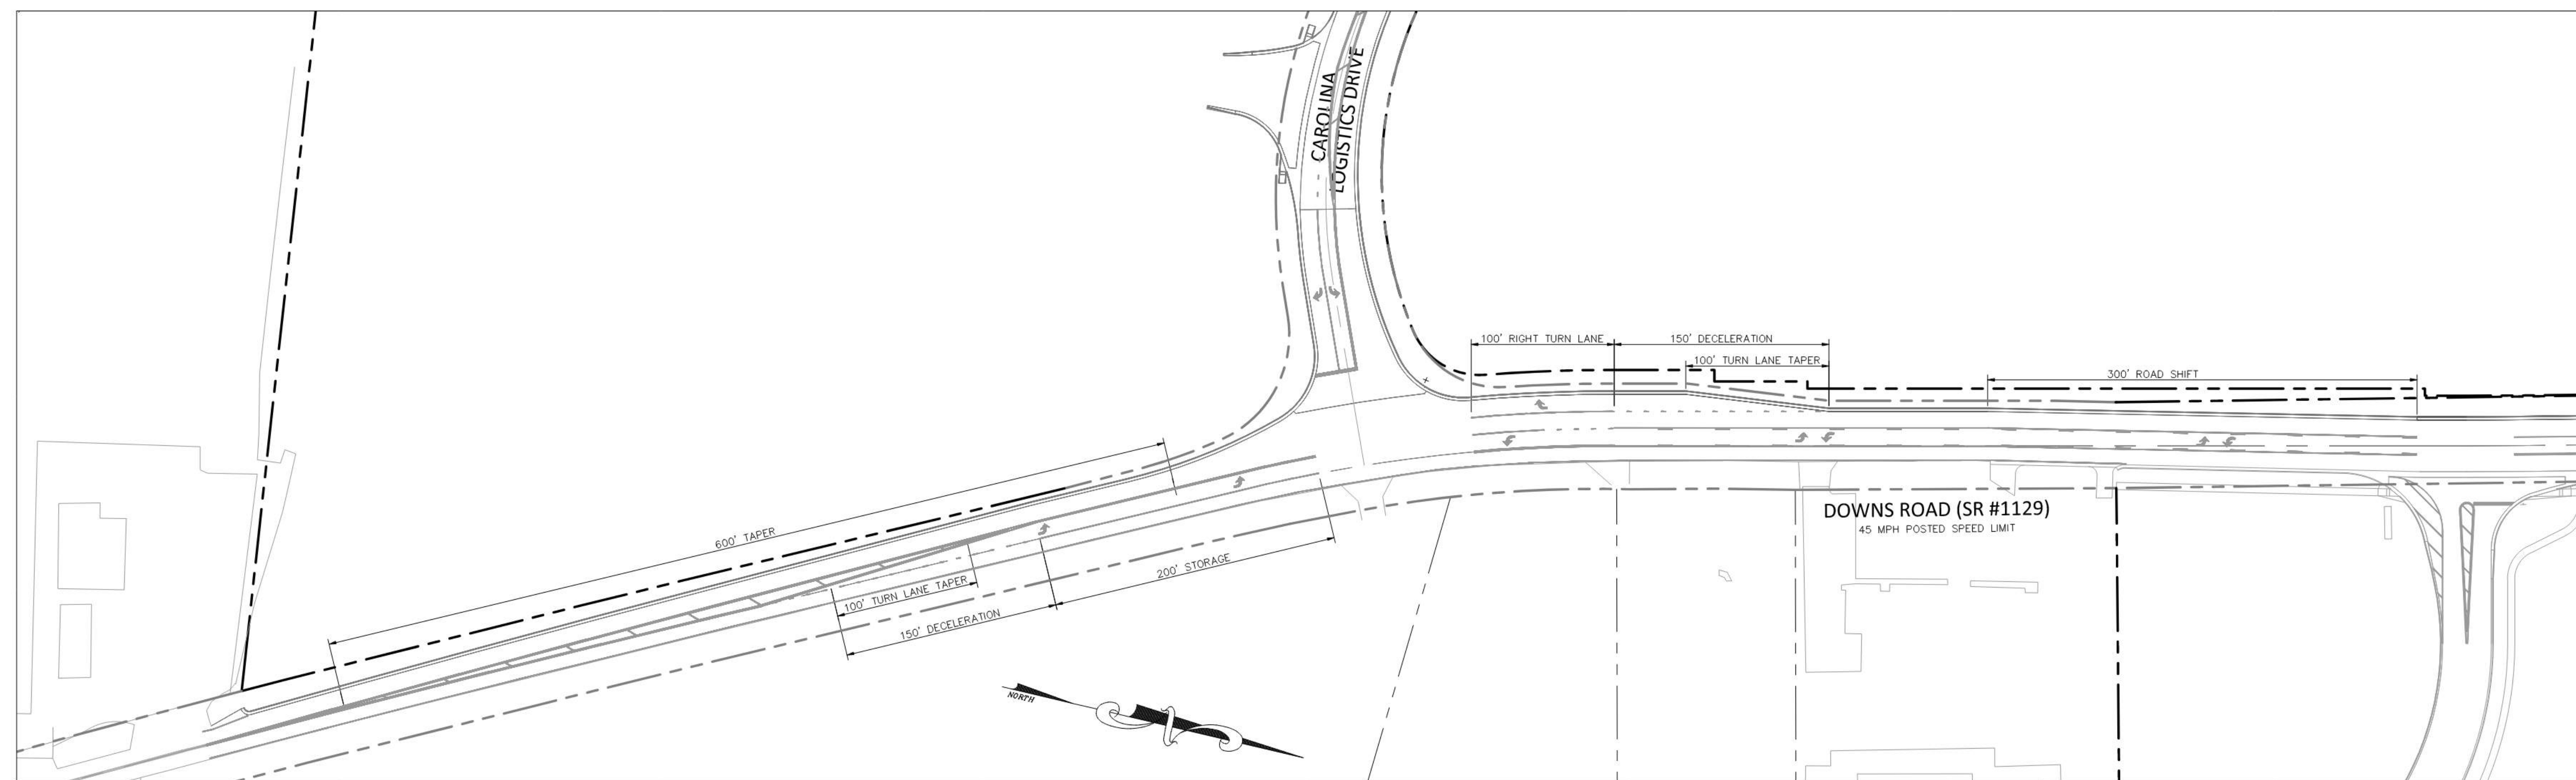 CAROLINA
LOGISTICS DRIVE
100' RIGHT TURN LANE
150' DECELERATION
100' TURN LANE TAPER
300' ROAD SHIFT
600' TAPER
DOWNS ROAD (SR #1129)
45 MPH POSTED SPEED LIMIT
200' STORAGE
100' TURN LANE TAPER
150' DECELERATION
NORTH